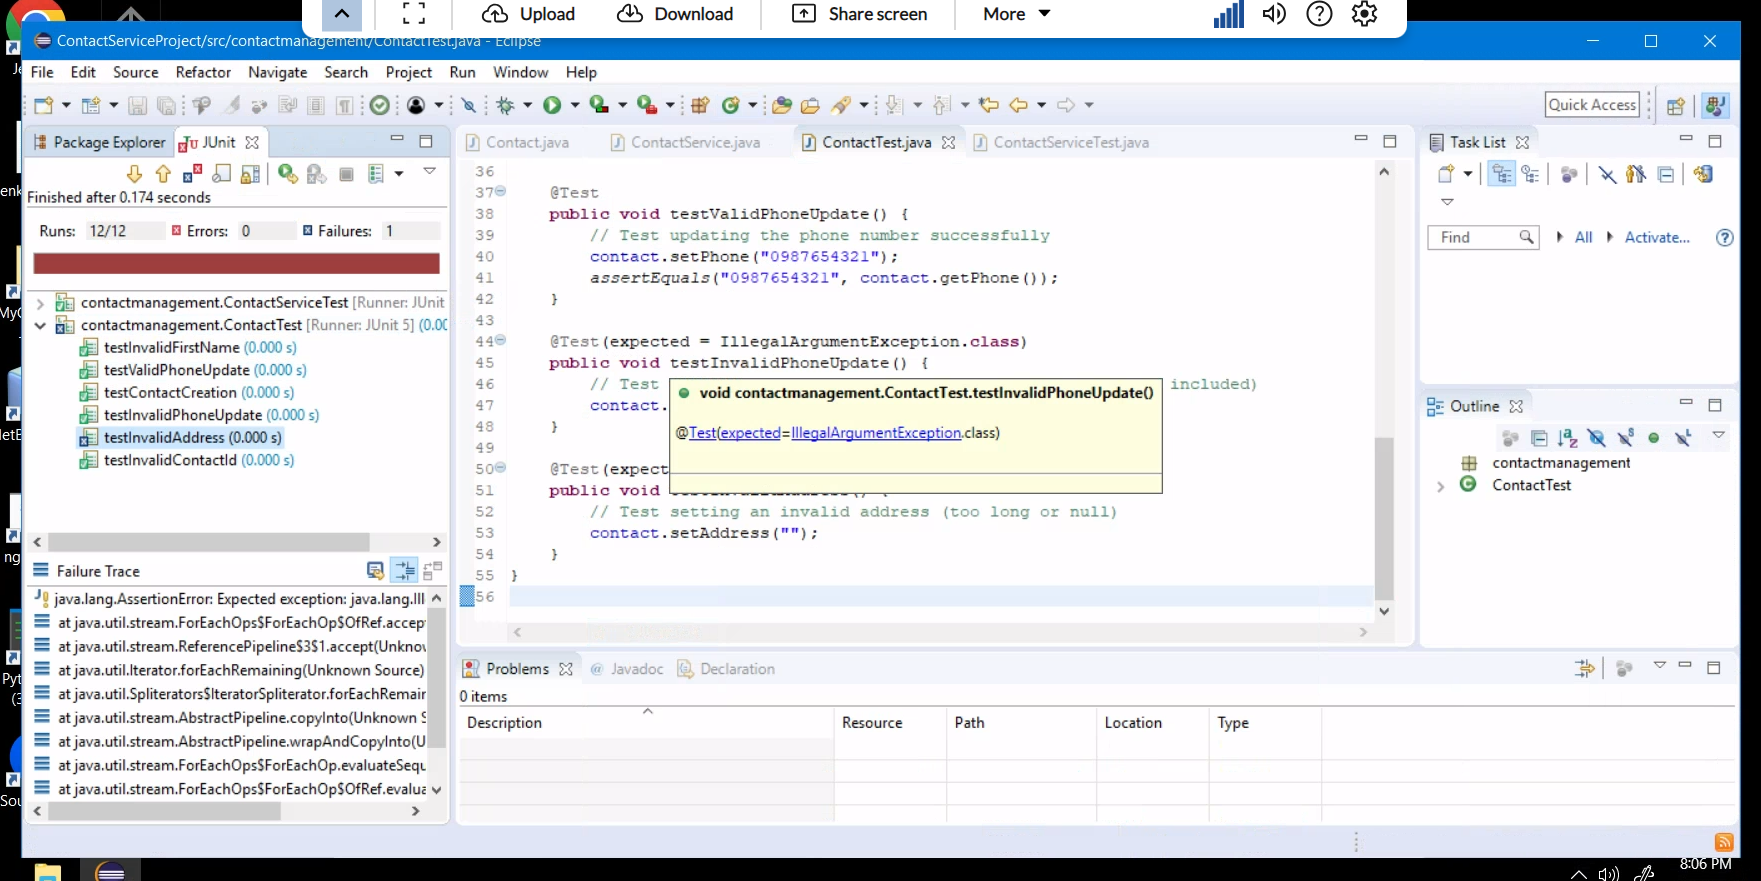 Upload
Download
Share screen
More
ContactServiceProject/src/contactmanagement/ContactTest.java - Eclipse
File Edit Source Refactor Navigate Search Project Run Window Help
Quick Access
Package Explorer
JUnit
Finished after 0.174 seconds
Runs: 12/12
Errors: 0
Failures: 1
contactmanagement.ContactServiceTest [Runner: JUnit
contactmanagement.ContactTest [Runner: JUnit 5] (0.00
testInvalidFirstName (0.000 s)
testValidPhoneUpdate (0.000 s)
testContactCreation (0.000 s)
testInvalidPhoneUpdate (0.000 s)
testInvalidAddress (0.000 s)
testInvalidContactId (0.000 s)
Failure Trace
java.lang.AssertionError: Expected exception: java.lang.Ill
at java.util.stream.ForEachOps$ForEachOp$OfRef.accep
at java.util.stream.ReferencePipeline$3$1.accept(Unknov
at java.util.Iterator.forEachRemaining(Unknown Source)
at java.util.Spliterators$IteratorSpliterator.forEachRemair
at java.util.stream.AbstractPipeline.copyInto(Unknown S
at java.util.stream.AbstractPipeline.wrapAndCopyInto(U
at java.util.stream.ForEachOps$ForEachOp.evaluateSequ
at java.util.stream.ForEachOps$ForEachOp$OfRef.evalua
Contact.java
ContactService.java
ContactTest.java
ContactServiceTest.java
36
37 @Test
38 public void testValidPhoneUpdate() {
39 // Test updating the phone number successfully
40 contact.setPhone("0987654321");
41 assertEquals("0987654321", contact.getPhone());
42 }
43
44 @Test(expected = IllegalArgumentException.class)
45 public void testInvalidPhoneUpdate() {
46 // Test included)
47 contact.
48 }
49
50 @Test(expect
51 public void
52 // Test setting an invalid address (too long or null)
53 contact.setAddress("");
54 }
55 }
56
void contactmanagement.ContactTest.testInvalidPhoneUpdate()
@Test(expected=IllegalArgumentException.class)
Problems
Javadoc
Declaration
0 items
Description Resource Path Location Type
Task List
Find
All
Activate...
Outline
contactmanagement
ContactTest
8:06 PM